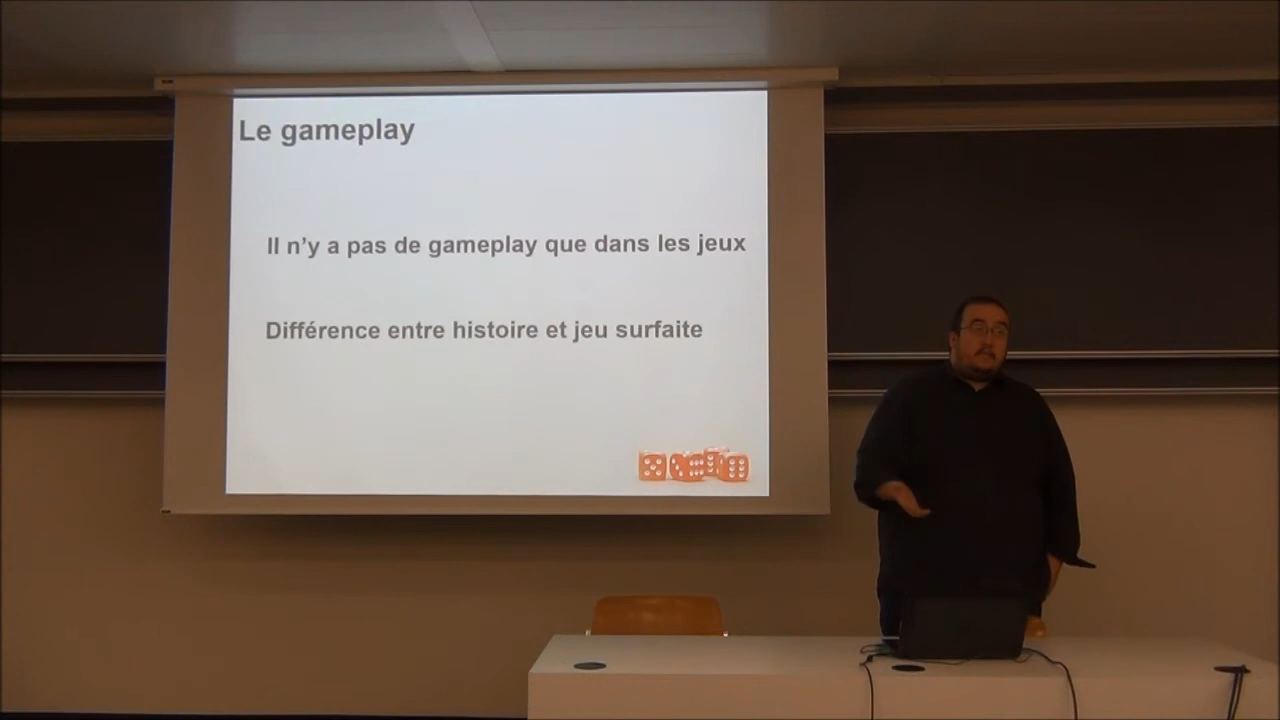 Le gameplay
Il n'y a pas de gameplay que dans les jeux
Différence entre histoire et jeu surfaite